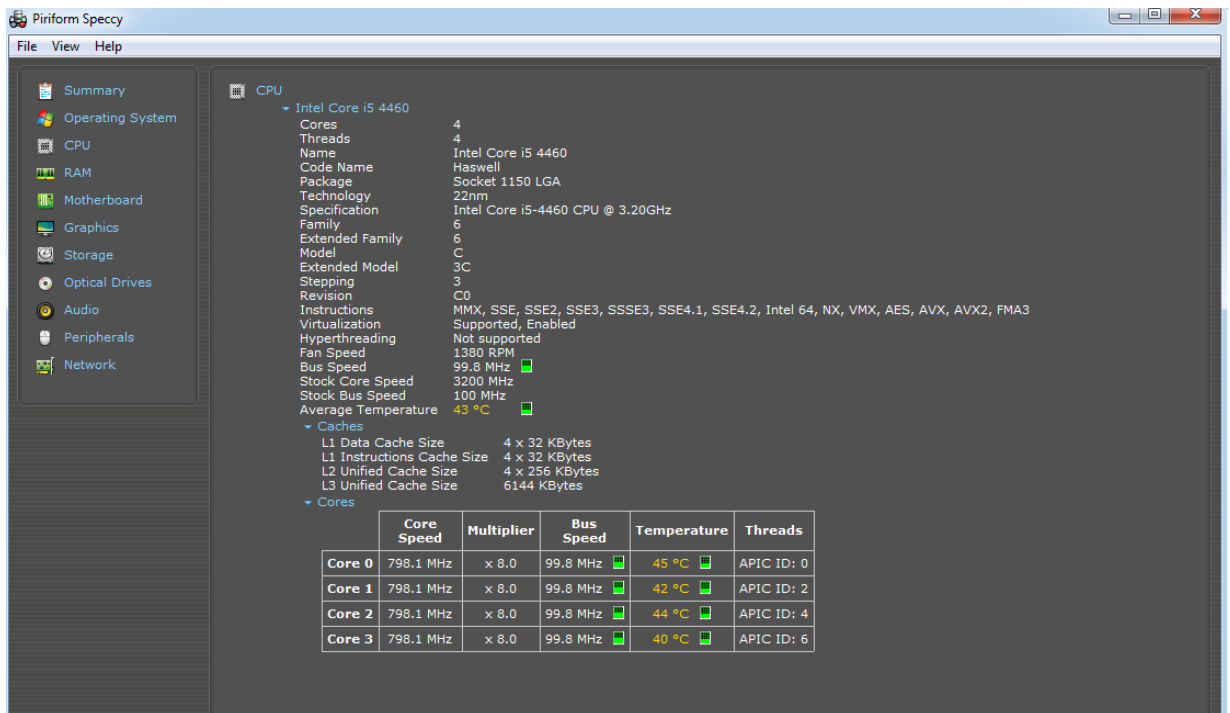 Piriform Speccy
File View Help
Summary
Operating System
CPU
RAM
Motherboard
Graphics
Storage
Optical Drives
Audio
Peripherals
Network
CPU
Intel Core i5 4460
Cores 4
Threads 4
Name Intel Core i5 4460
Code Name Haswell
Package Socket 1150 LGA
Technology 22nm
Specification Intel Core i5-4460 CPU @ 3.20GHz
Family 6
Extended Family 6
Model C
Extended Model 3C
Stepping 3
Revision C0
Instructions MMX, SSE, SSE2, SSE3, SSSE3, SSE4.1, SSE4.2, Intel 64, NX, VMX, AES, AVX, AVX2, FMA3
Virtualization Supported, Enabled
Hyperthreading Not supported
Fan Speed 1380 RPM
Bus Speed 99.8 MHz
Stock Core Speed 3200 MHz
Stock Bus Speed 100 MHz
Average Temperature 43 °C
Caches
L1 Data Cache Size 4 x 32 KBytes
L1 Instructions Cache Size 4 x 32 KBytes
L2 Unified Cache Size 4 x 256 KBytes
L3 Unified Cache Size 6144 KBytes
Cores
Core Speed Multiplier Bus Speed Temperature Threads
Core 0 798.1 MHz x 8.0 99.8 MHz 45 °C APIC ID: 0
Core 1 798.1 MHz x 8.0 99.8 MHz 42 °C APIC ID: 2
Core 2 798.1 MHz x 8.0 99.8 MHz 44 °C APIC ID: 4
Core 3 798.1 MHz x 8.0 99.8 MHz 40 °C APIC ID: 6